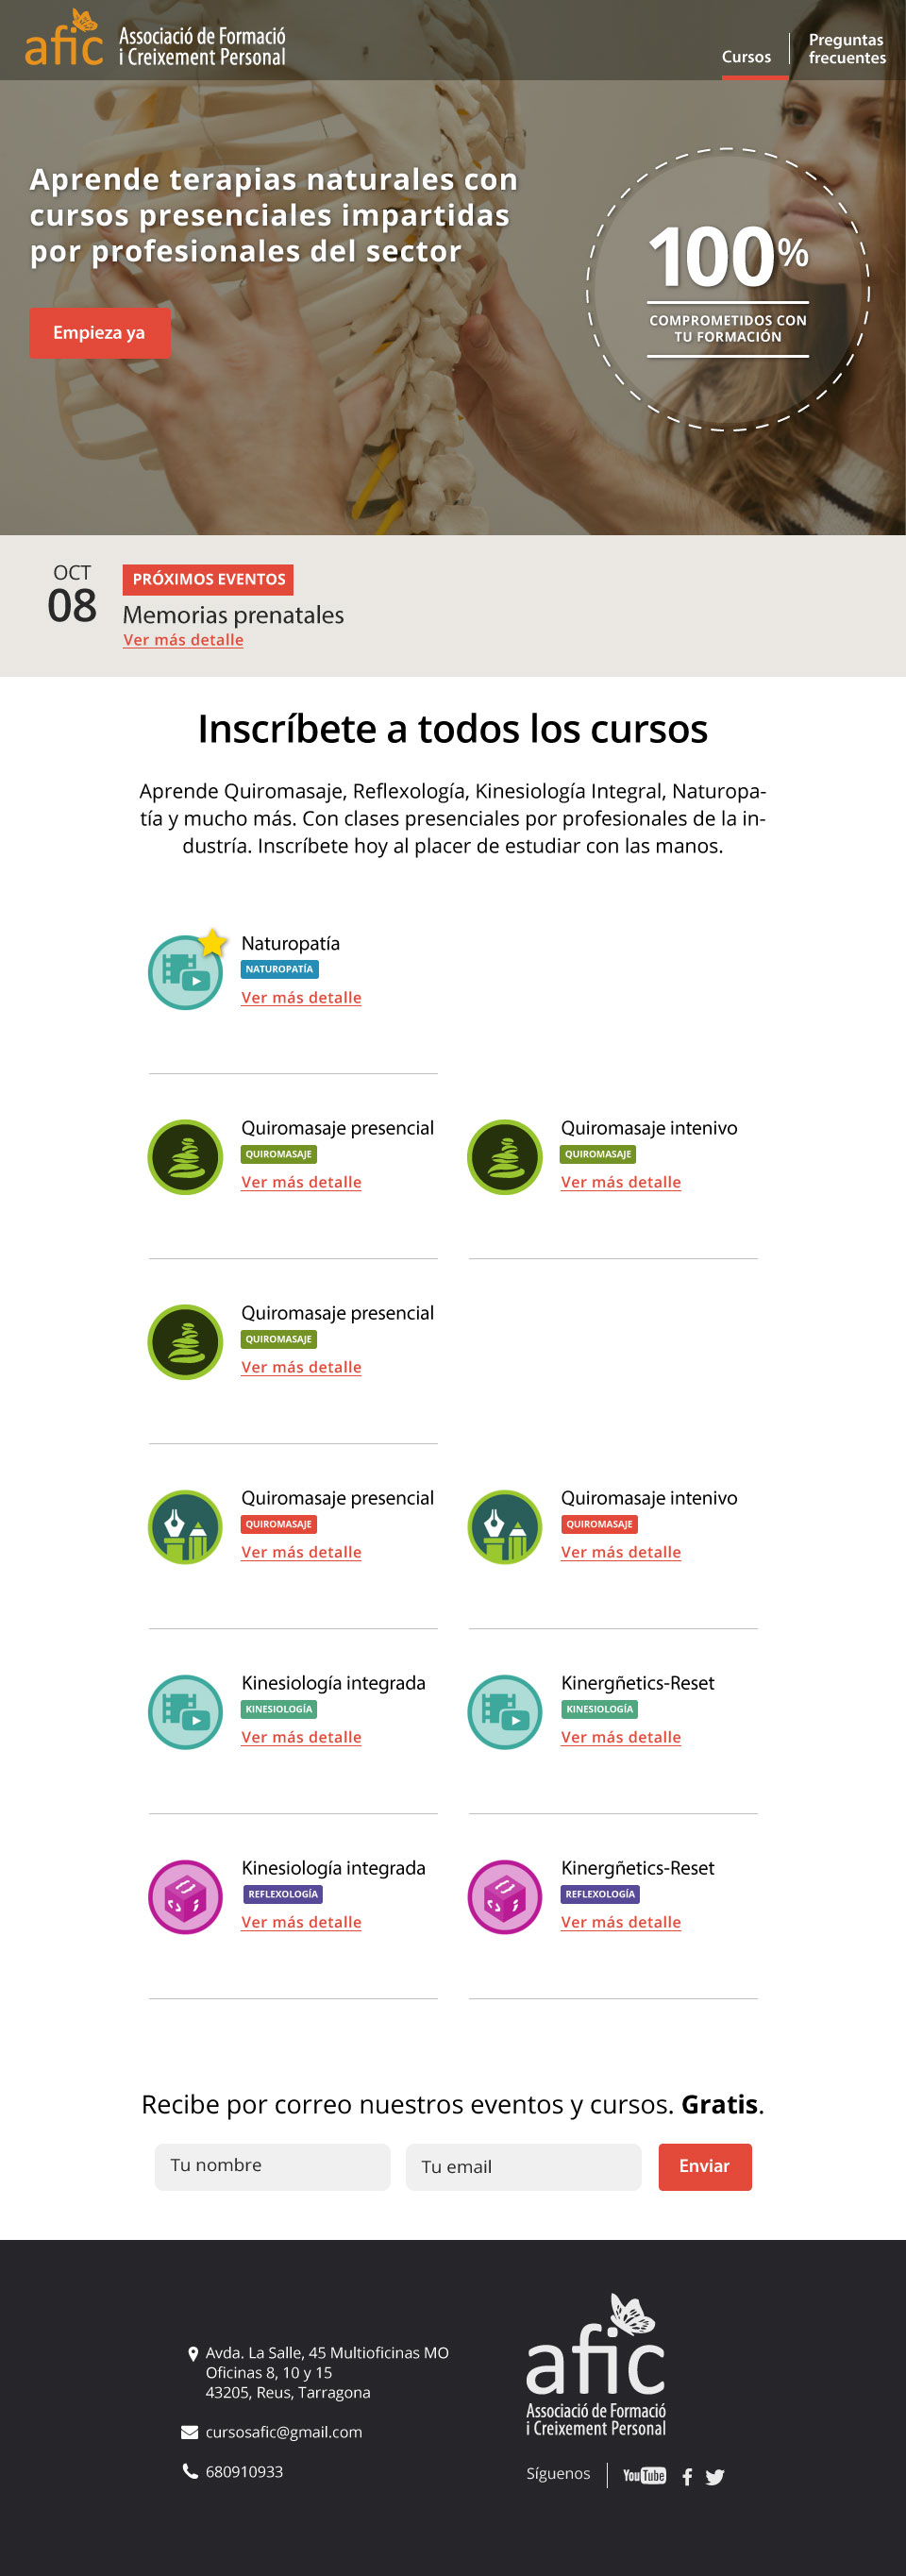 afic
Associació de Formació
i Creixement Personal
Cursos
Preguntas
frecuentes
Aprende terapias naturales con
cursos presenciales impartidas
por profesionales del sector
Empieza ya
100%
COMPROMETIDOS CON
TU FORMACIÓN
OCT
08
PRÓXIMOS EVENTOS
Memorias prenatales
Ver más detalle
Inscríbete a todos los cursos
Aprende Quiromasaje, Reflexología, Kinesiología Integral, Naturopa-
tía y mucho más. Con clases presenciales por profesionales de la in-
dustría. Inscríbete hoy al placer de estudiar con las manos.
Naturopatía
NATUROPATÍA
Ver más detalle
Quiromasaje presencial
QUIROMASAJE
Ver más detalle
Quiromasaje intenivo
QUIROMASAJE
Ver más detalle
Quiromasaje presencial
QUIROMASAJE
Ver más detalle
Quiromasaje presencial
QUIROMASAJE
Ver más detalle
Quiromasaje intenivo
QUIROMASAJE
Ver más detalle
Kinesiología integrada
KINESIOLOGÍA
Ver más detalle
Kinergñetics-Reset
KINESIOLOGÍA
Ver más detalle
Kinesiología integrada
REFLEXOLOGÍA
Ver más detalle
Kinergñetics-Reset
REFLEXOLOGÍA
Ver más detalle
Recibe por correo nuestros eventos y cursos. Gratis.
Tu nombre
Tu email
Enviar
Avda. La Salle, 45 Multioficinas MO
Oficinas 8, 10 y 15
43205, Reus, Tarragona
cursosafic@gmail.com
680910933
afic
Associació de Formació
i Creixement Personal
Síguenos
YouTube